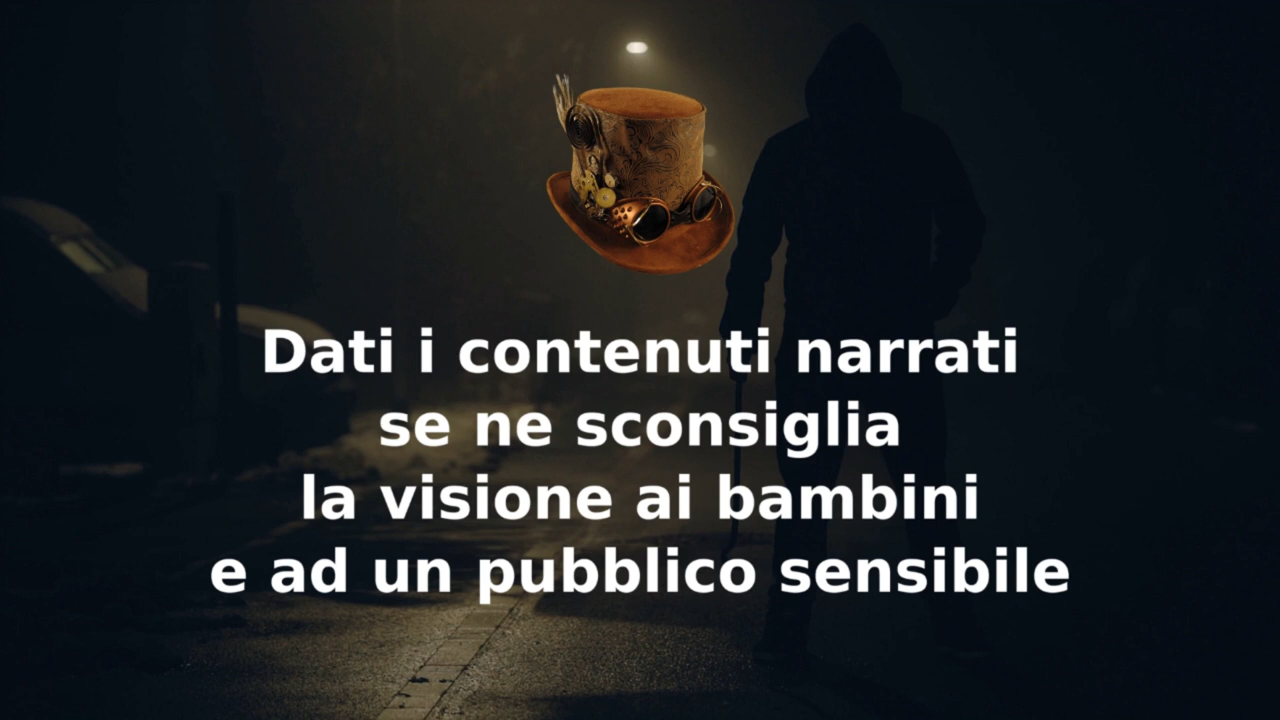 Dati i contenuti narrati
se ne sconsiglia
la visione ai bambini
e ad un pubblico sensibile